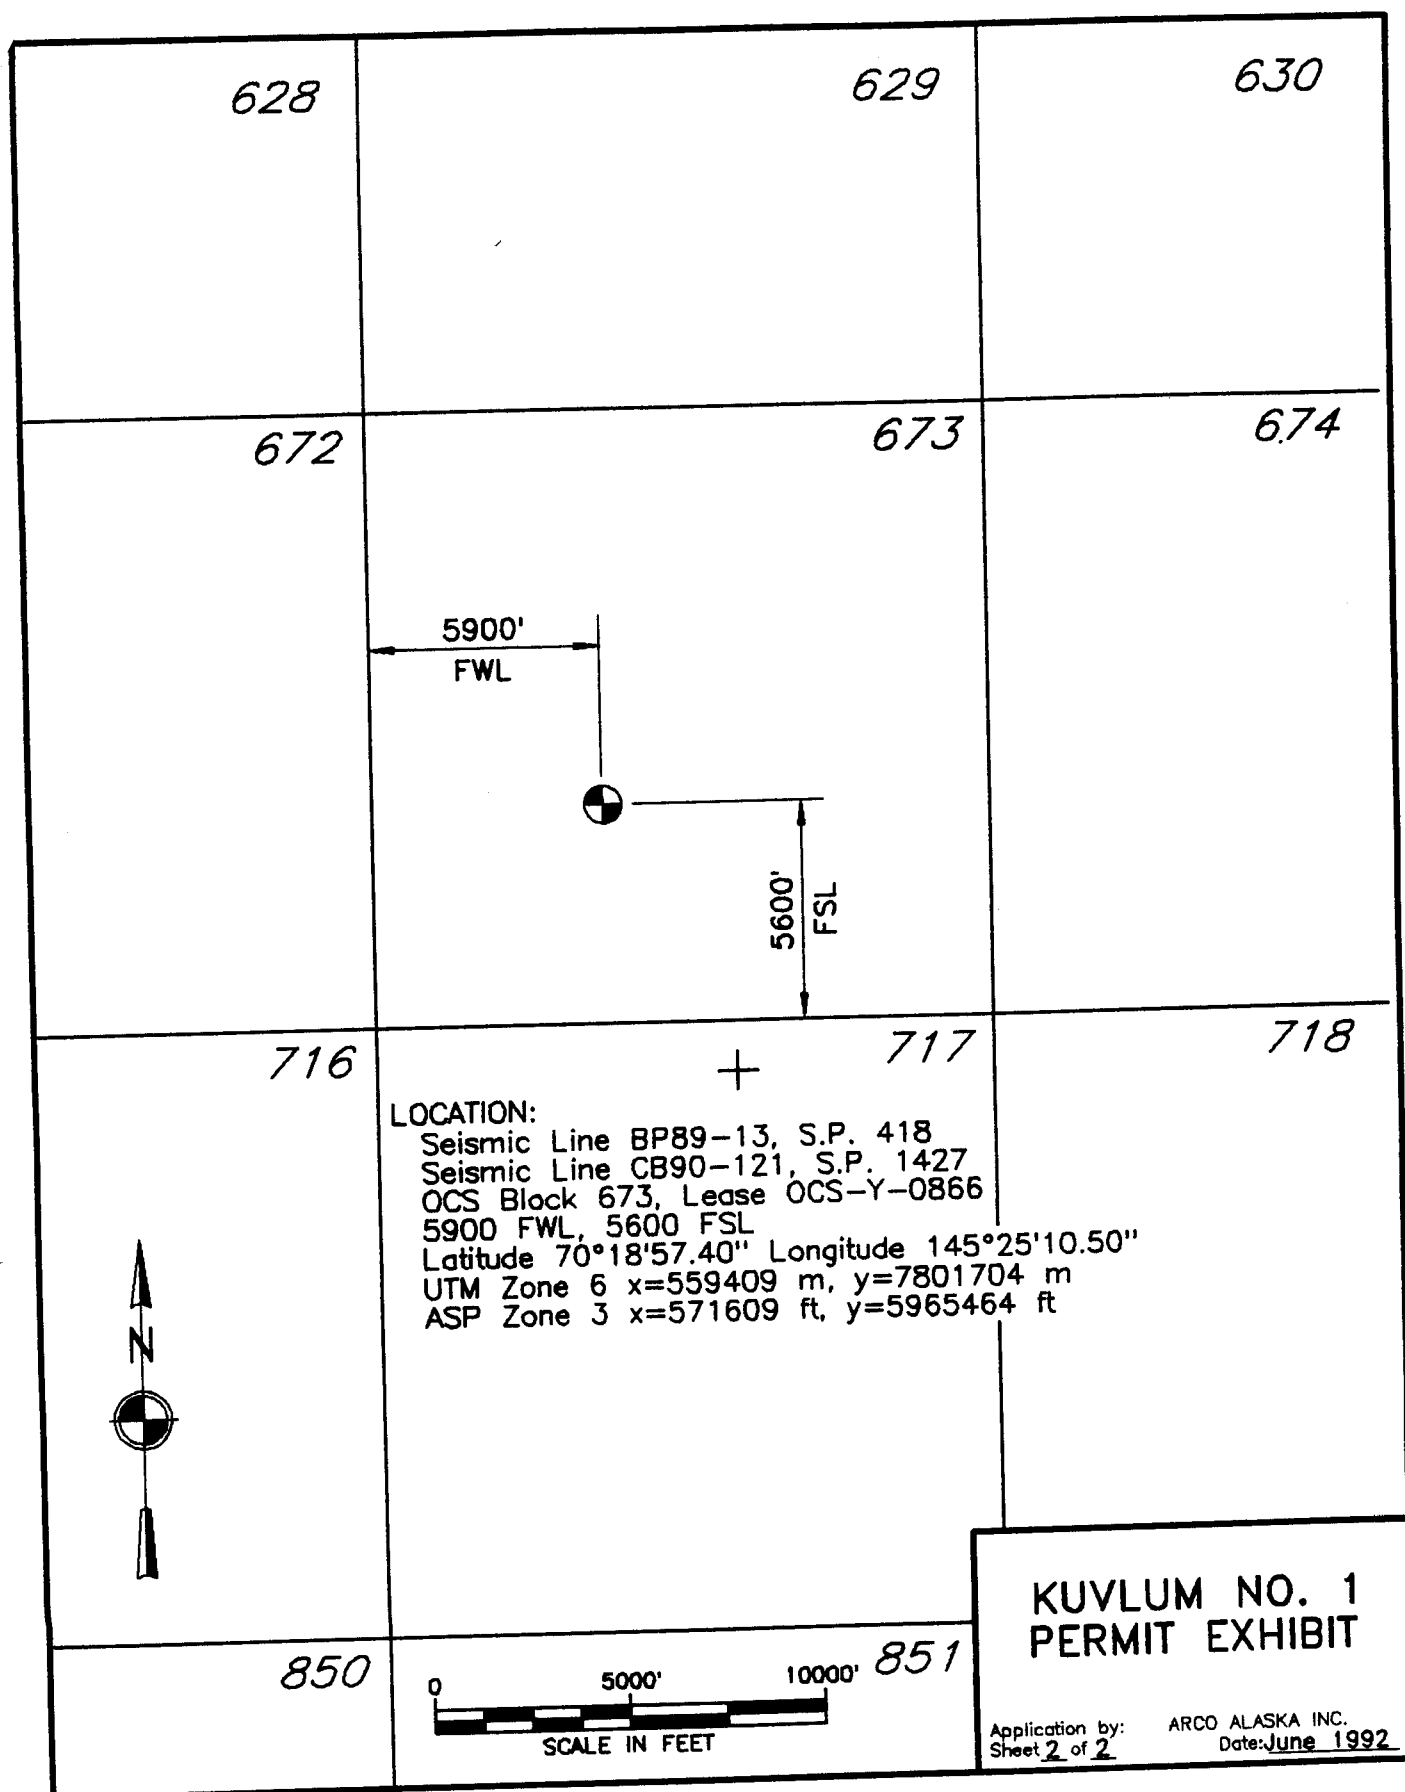 628
629
630
672
673
674
5900'
FWL
5600'
FSL
716
717
718
LOCATION:
Seismic Line BP89-13, S.P. 418
Seismic Line CB90-121, S.P. 1427
OCS Block 673, Lease OCS-Y-0866
5900 FWL, 5600 FSL
Latitude 70°18'57.40" Longitude 145°25'10.50"
UTM Zone 6 x=559409 m, y=7801704 m
ASP Zone 3 x=571609 ft, y=5965464 ft
N
KUVLUM NO. 1
PERMIT EXHIBIT
850
851
0 5000' 10000'
SCALE IN FEET
Application by: ARCO ALASKA INC.
Sheet 2 of 2 Date: June 1992